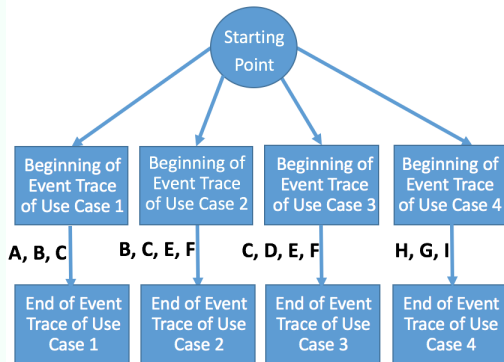 Starting
Point
Beginning of
Event Trace
of Use Case 1
Beginning of
Event Trace
of Use Case 2
Beginning of
Event Trace
of Use Case 3
Beginning of
Event Trace
of Use Case 4
A, B, C
B, C, E, F
C, D, E, F
H, G, I
End of Event
Trace of Use
Case 1
End of Event
Trace of Use
Case 2
End of Event
Trace of Use
Case 3
End of Event
Trace of Use
Case 4